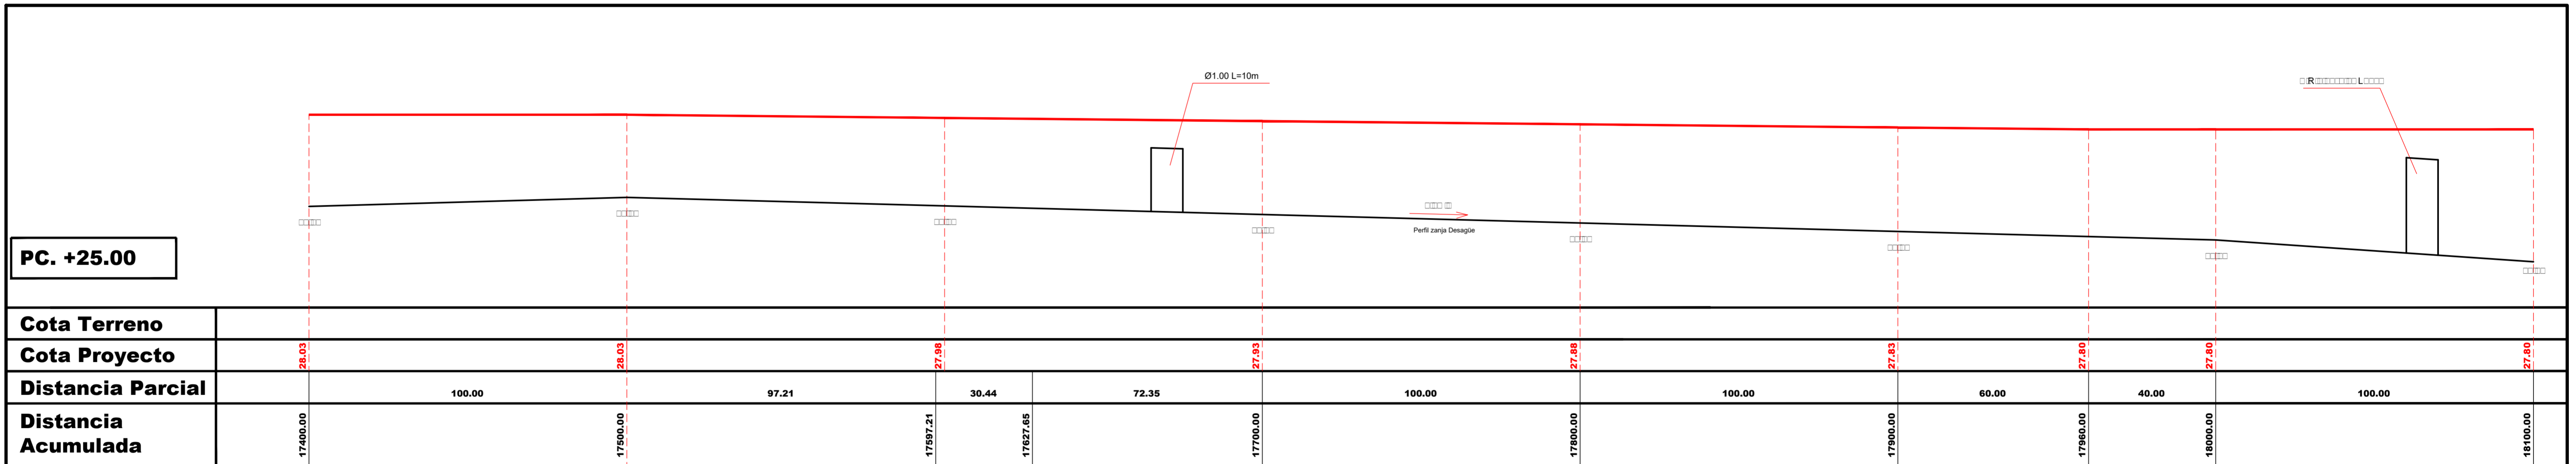 Ø1.00 L=10m
Perfil zanja Desagüe
PC. +25.00
Cota Terreno
Cota Proyecto
28.03 28.03 27.98 27.93 27.88 27.83 27.80 27.80 27.80
Distancia Parcial
100.00 97.21 30.44 72.35 100.00 100.00 60.00 40.00 100.00
Distancia
Acumulada
17400.00 17500.00 17597.21 17627.65 17700.00 17800.00 17900.00 17960.00 18000.00 18100.00